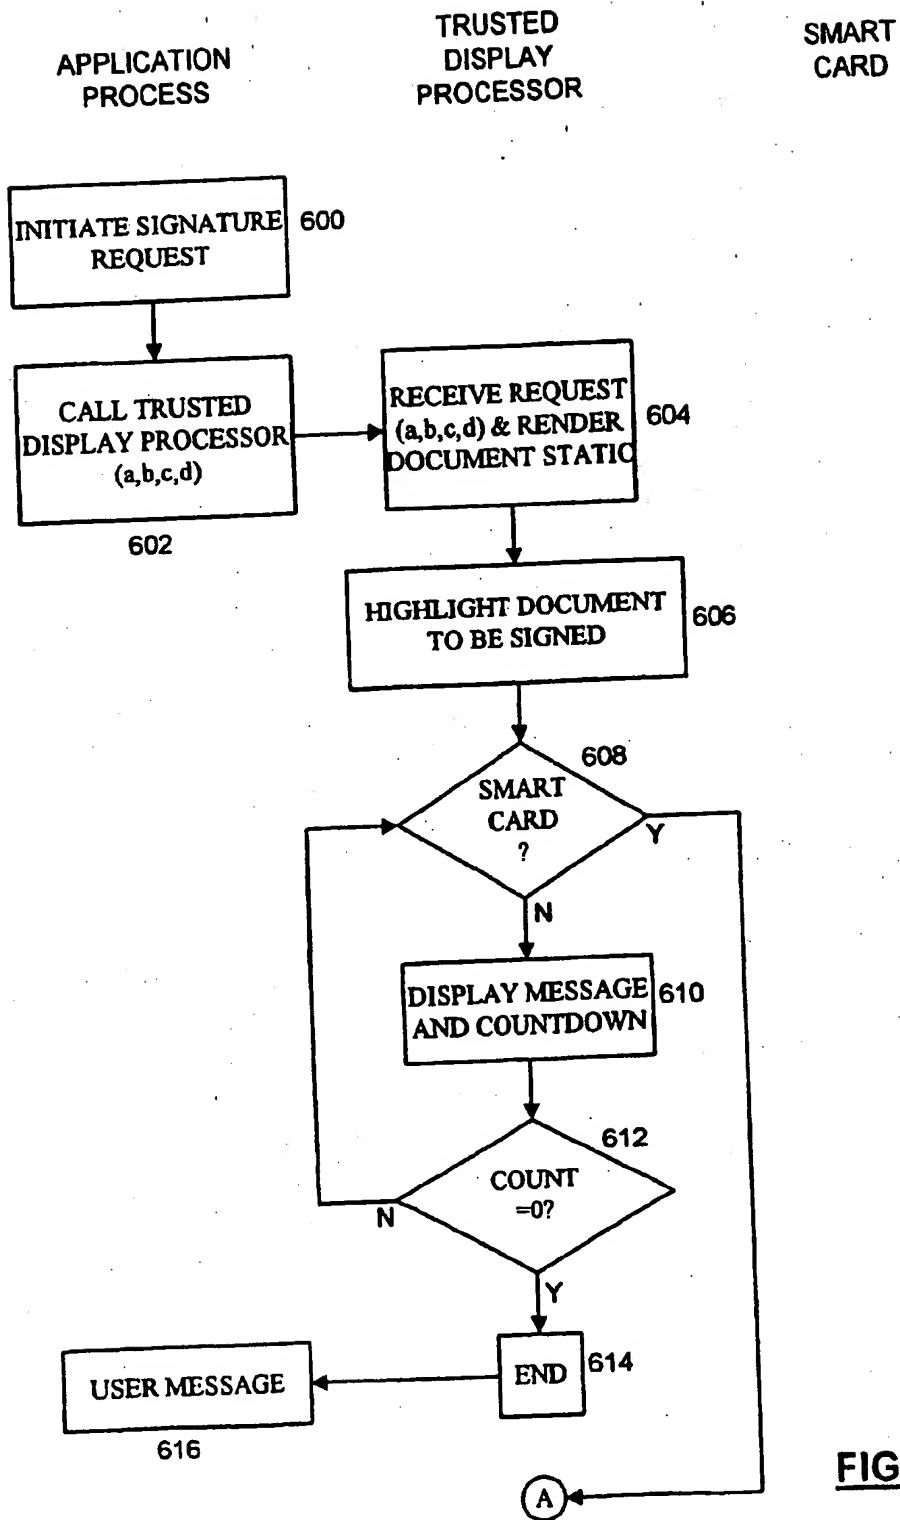 APPLICATION
PROCESS
TRUSTED
DISPLAY
PROCESSOR
SMART
CARD
INITIATE SIGNATURE
REQUEST
600
CALL TRUSTED
DISPLAY PROCESSOR
(a,b,c,d)
602
RECEIVE REQUEST
(a,b,c,d) & RENDER
DOCUMENT STATIC
604
HIGHLIGHT DOCUMENT
TO BE SIGNED
606
608
SMART
CARD
?
Y
N
DISPLAY MESSAGE
AND COUNTDOWN
610
612
COUNT
=0?
N
Y
END
614
USER MESSAGE
616
A
FIG